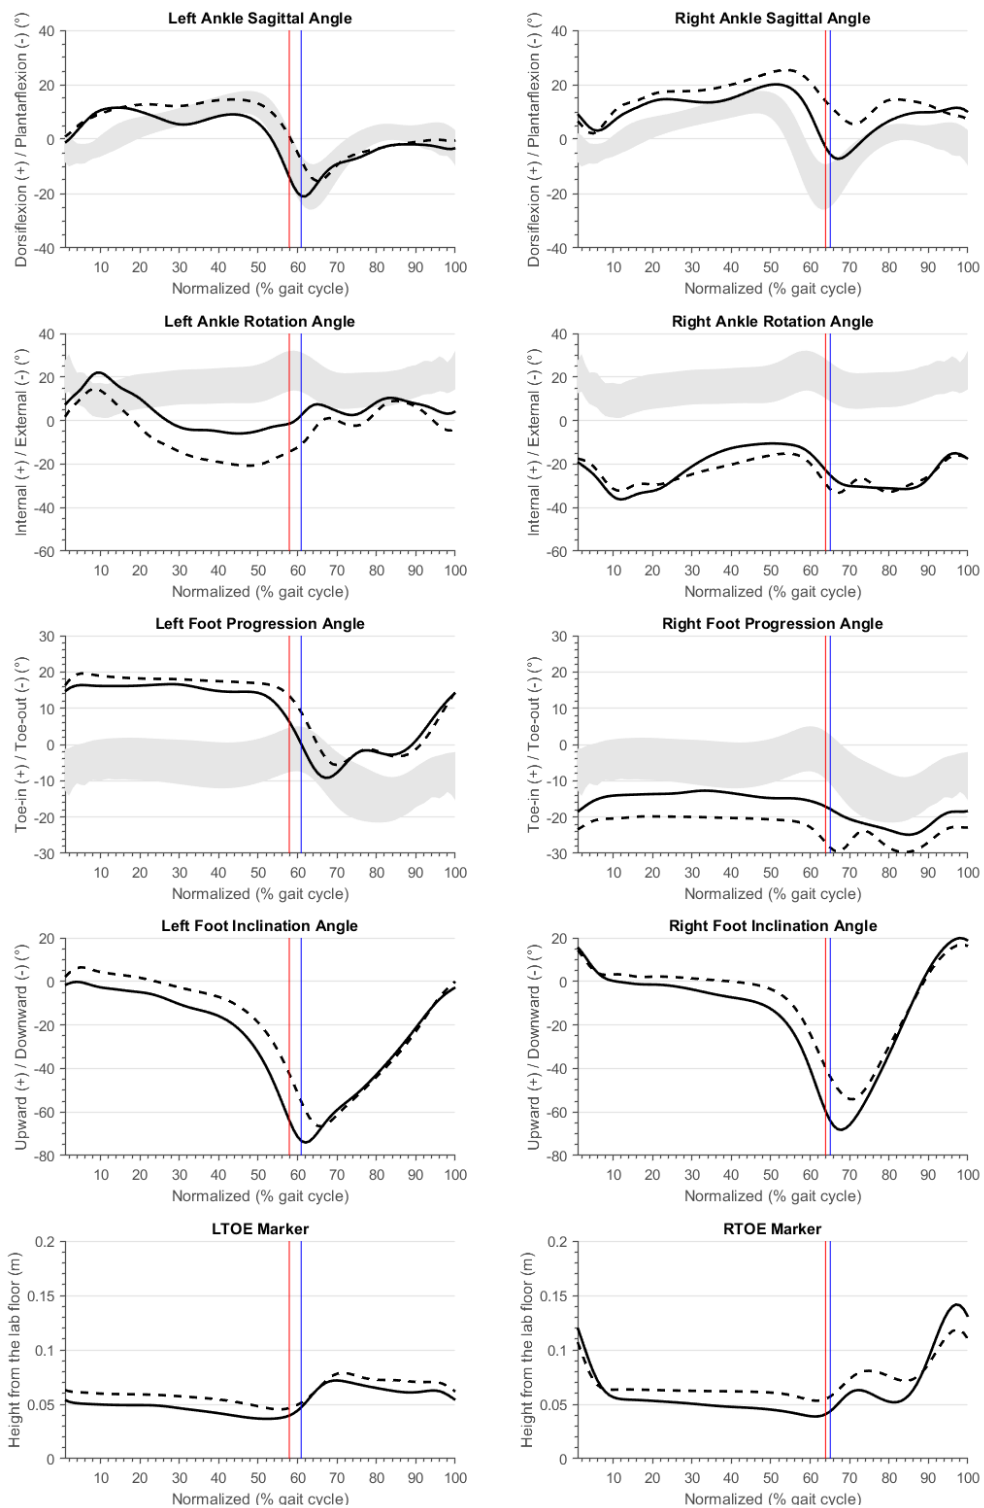 Left Ankle Sagittal Angle
Dorsiflexion (+) / Plantarflexion (-) (°)
40
20
0
-20
-40
10 20 30 40 50 60 70 80 90 100
Normalized (% gait cycle)
Right Ankle Sagittal Angle
Dorsiflexion (+) / Plantarflexion (-) (°)
40
20
0
-20
-40
10 20 30 40 50 60 70 80 90 100
Normalized (% gait cycle)
Left Ankle Rotation Angle
Internal (+) / External (-) (°)
40
20
0
-20
-40
-60
10 20 30 40 50 60 70 80 90 100
Normalized (% gait cycle)
Right Ankle Rotation Angle
Internal (+) / External (-) (°)
40
20
0
-20
-40
-60
10 20 30 40 50 60 70 80 90 100
Normalized (% gait cycle)
Left Foot Progression Angle
Toe-in (+) / Toe-out (-) (°)
30
20
10
0
-10
-20
-30
10 20 30 40 50 60 70 80 90 100
Normalized (% gait cycle)
Right Foot Progression Angle
Toe-in (+) / Toe-out (-) (°)
30
20
10
0
-10
-20
-30
10 20 30 40 50 60 70 80 90 100
Normalized (% gait cycle)
Left Foot Inclination Angle
Upward (+) / Downward (-) (°)
20
0
-20
-40
-60
-80
10 20 30 40 50 60 70 80 90 100
Normalized (% gait cycle)
Right Foot Inclination Angle
Upward (+) / Downward (-) (°)
20
0
-20
-40
-60
-80
10 20 30 40 50 60 70 80 90 100
Normalized (% gait cycle)
LTOE Marker
Height from the lab floor (m)
0.2
0.15
0.1
0.05
0
10 20 30 40 50 60 70 80 90 100
Normalized (% gait cycle)
RTOE Marker
Height from the lab floor (m)
0.2
0.15
0.1
0.05
0
10 20 30 40 50 60 70 80 90 100
Normalized (% gait cycle)